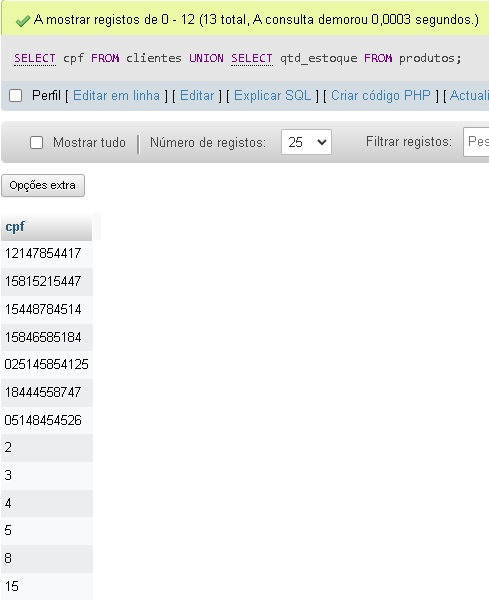 A mostrar registos de 0 - 12 (13 total, A consulta demorou 0,0003 segundos.)
SELECT cpf FROM clientes UNION SELECT qtd_estoque FROM produtos;
Perfil [ Editar em linha ] [ Editar ] [ Explicar SQL ] [ Criar código PHP ] [ Actuali
Mostrar tudo | Número de registos: 25 Filtrar registos: Pes
Opções extra
cpf
12147854417
15815215447
15448784514
15846585184
025145854125
18444558747
05148454526
2
3
4
5
8
15